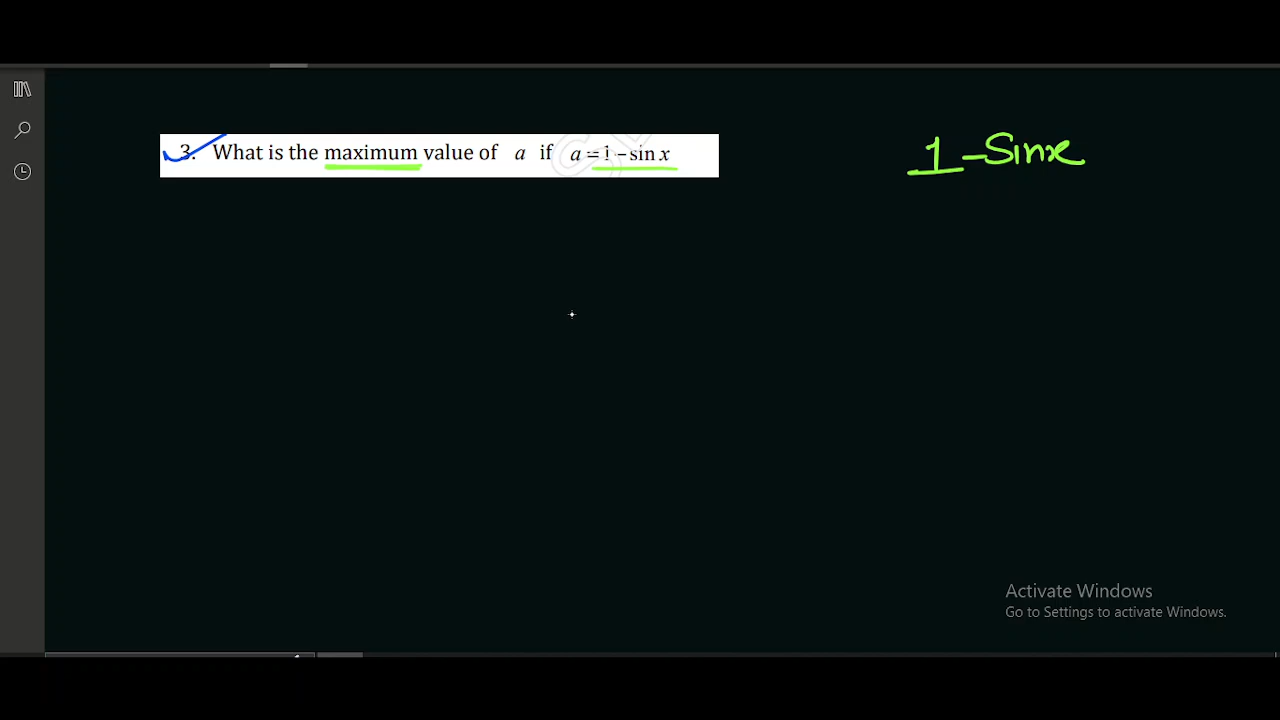 3. What is the maximum value of a if a = 1 – sin x
1 - Sinx
Activate Windows
Go to Settings to activate Windows.